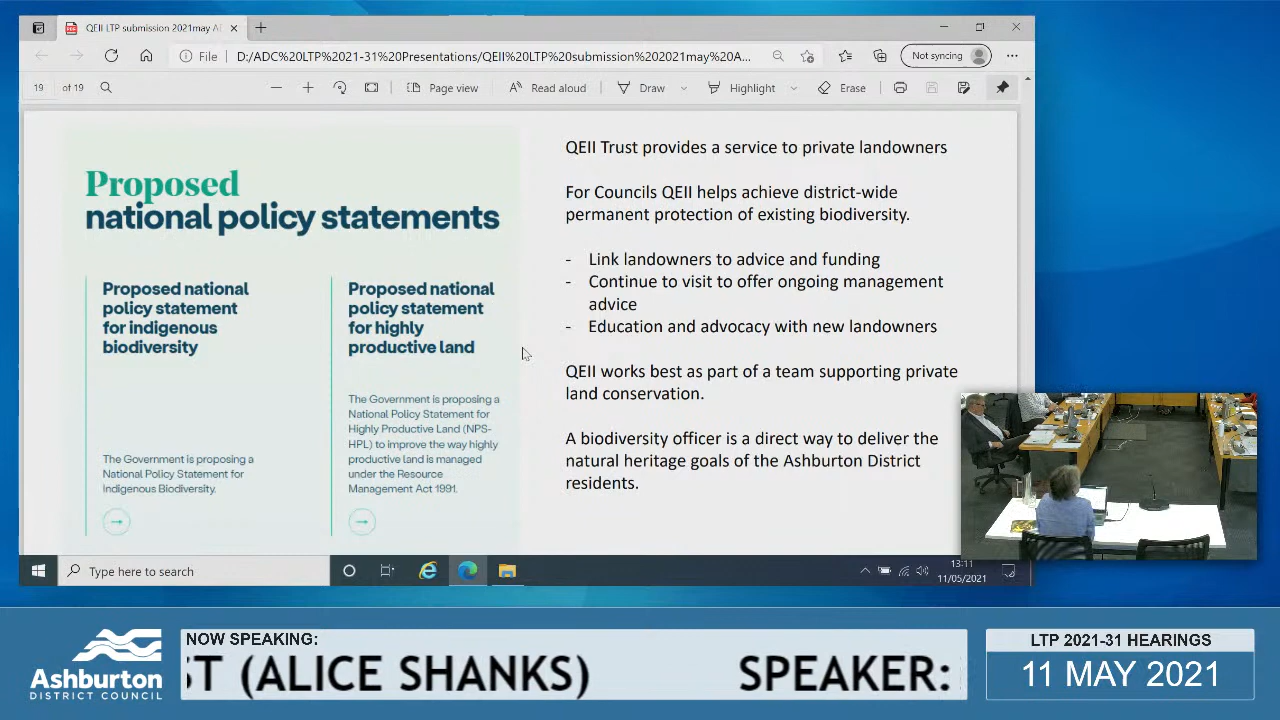 QEII LTP submission 2021may A
File
D:/ADC%20LTP%2021-31%20Presentations/QEII%20LTP%20submission%202021may%20A...
Not syncing
19 of 19
Page view
Read aloud
Draw
Highlight
Erase
Proposed
national policy statements
Proposed national
policy statement
for indigenous
biodiversity
The Government is proposing a
National Policy Statement for
Indigenous Biodiversity.
Proposed national
policy statement
for highly
productive land
The Government is proposing a
National Policy Statement for
Highly Productive Land (NPS-
HPL) to improve the way highly
productive land is managed
under the Resource
Management Act 1991.
QEII Trust provides a service to private landowners
For Councils QEII helps achieve district-wide
permanent protection of existing biodiversity.
- Link landowners to advice and funding
- Continue to visit to offer ongoing management
advice
- Education and advocacy with new landowners
QEII works best as part of a team supporting private
land conservation.
A biodiversity officer is a direct way to deliver the
natural heritage goals of the Ashburton District
residents.
Type here to search
13:11
11/05/2021
Ashburton
DISTRICT COUNCIL
NOW SPEAKING:
ST (ALICE SHANKS) SPEAKER:
LTP 2021-31 HEARINGS
11 MAY 2021